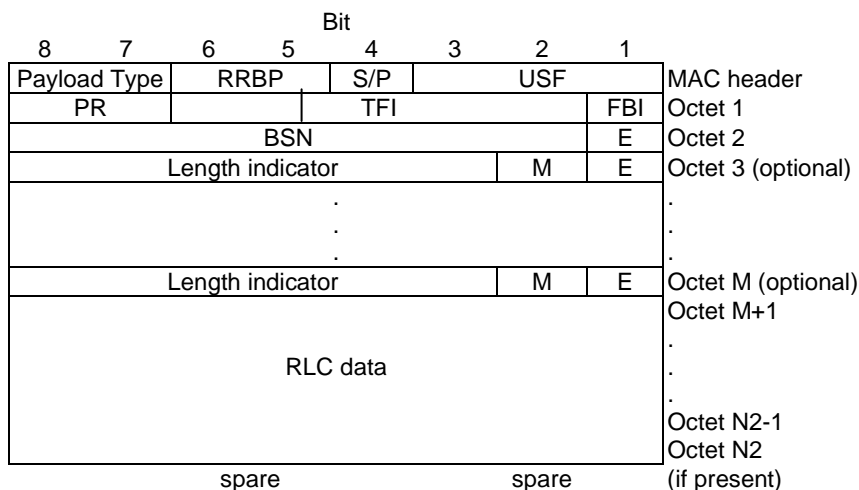 Bit
8 7 6 5 4 3 2 1
Payload Type RRBP S/P USF MAC header
PR TFI FBI Octet 1
BSN E Octet 2
Length indicator M E Octet 3 (optional)
. .
. .
. .
Length indicator M E Octet M (optional)
Octet M+1
.
RLC data .
.
Octet N2-1
Octet N2
spare spare (if present)